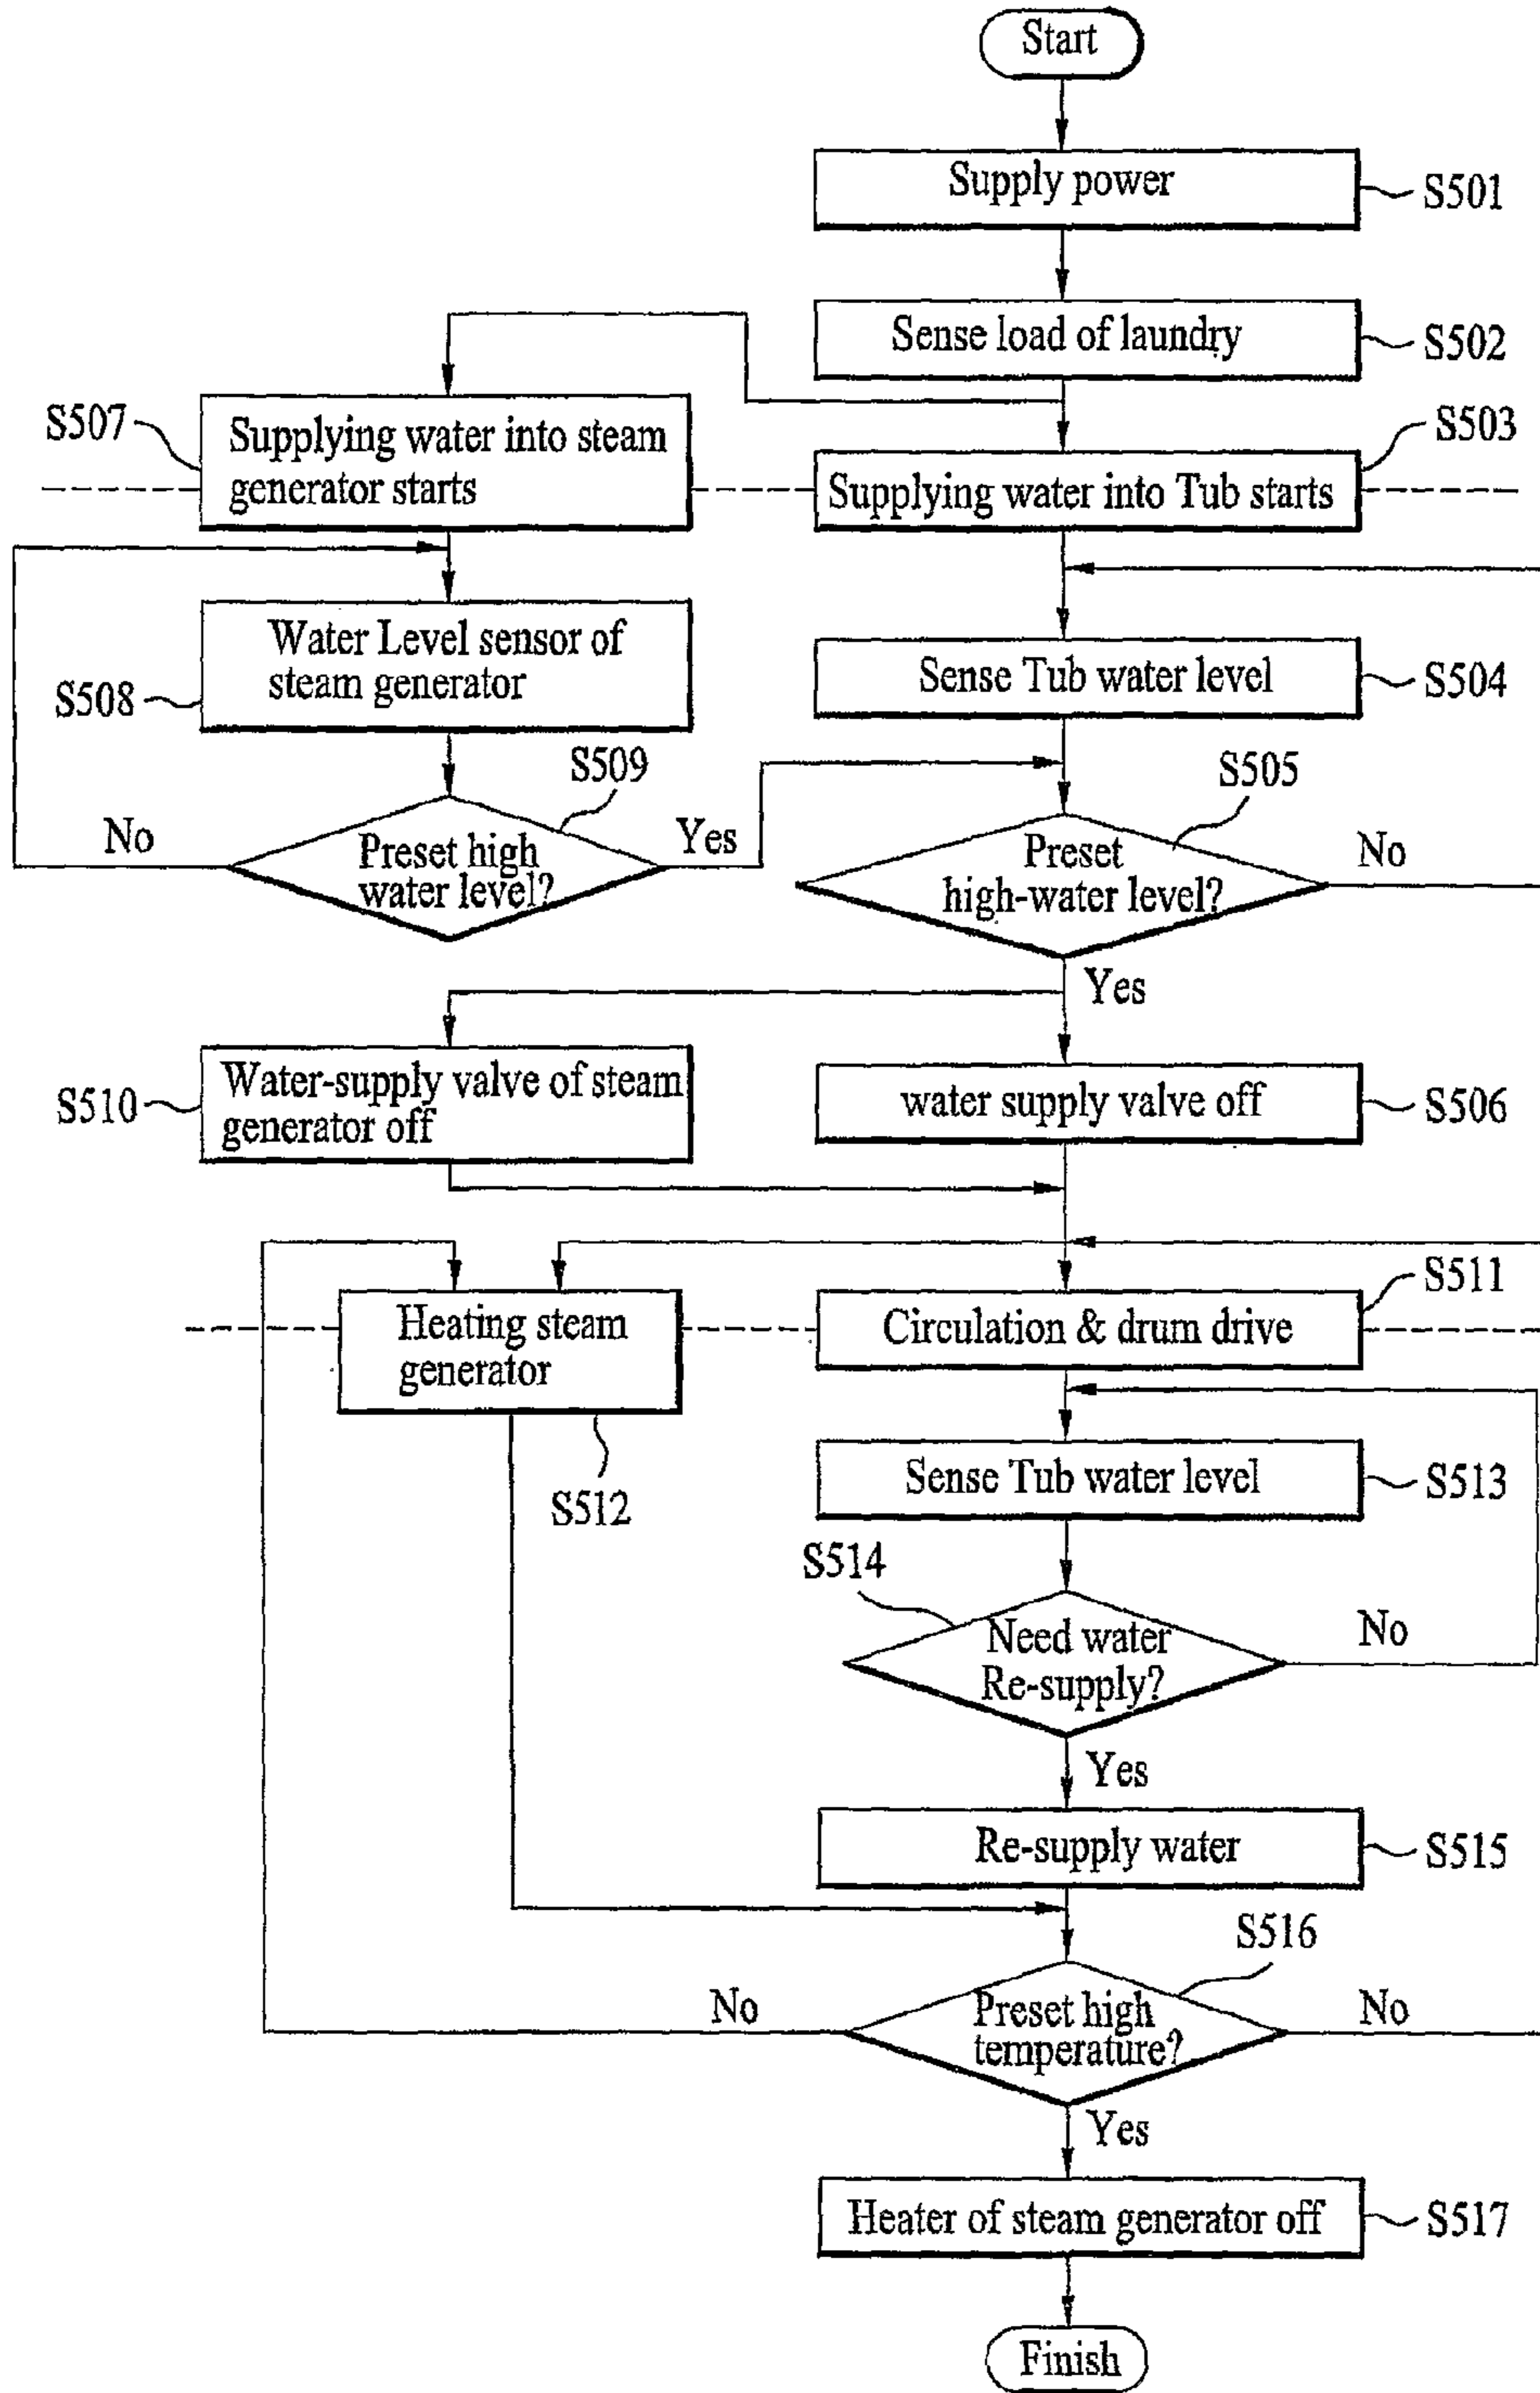 Start
Supply power
S501
Sense load of laundry
S502
S507
Supplying water into steam
generator starts
S503
Supplying water into Tub starts
Water Level sensor of
steam generator
S508
Sense Tub water level
S504
S509
No
Preset high
water level?
Yes
S505
Preset
high-water level?
No
Yes
S510
Water-supply valve of steam
generator off
water supply valve off
S506
Heating steam
generator
S512
S511
Circulation & drum drive
Sense Tub water level
S513
S514
Need water
Re-supply?
No
Yes
Re-supply water
S515
S516
No
Preset high
temperature?
No
Yes
Heater of steam generator off
S517
Finish